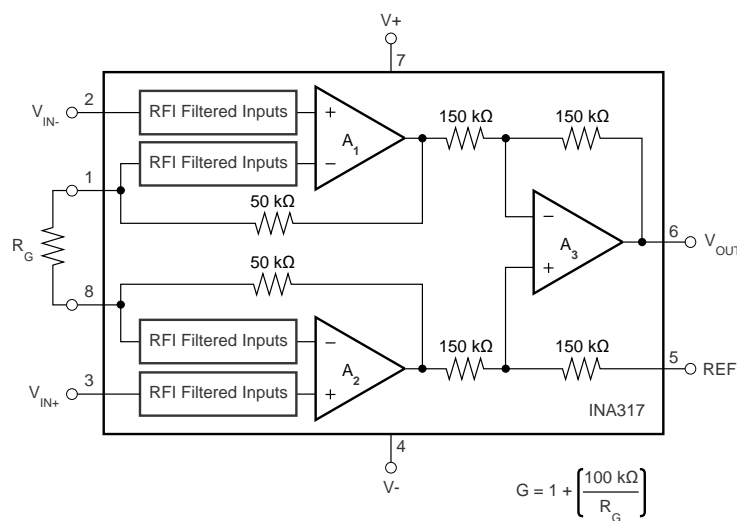 V+
7
V_IN-
2
RFI Filtered Inputs
+
A_1
150 kΩ
150 kΩ
1
RFI Filtered Inputs
−
50 kΩ
R_G
−
A_3
6
V_OUT
50 kΩ
+
8
RFI Filtered Inputs
−
A_2
150 kΩ
150 kΩ
5
REF
V_IN+
3
RFI Filtered Inputs
+
INA317
4
V-
G = 1 + [100 kΩ / R_G]